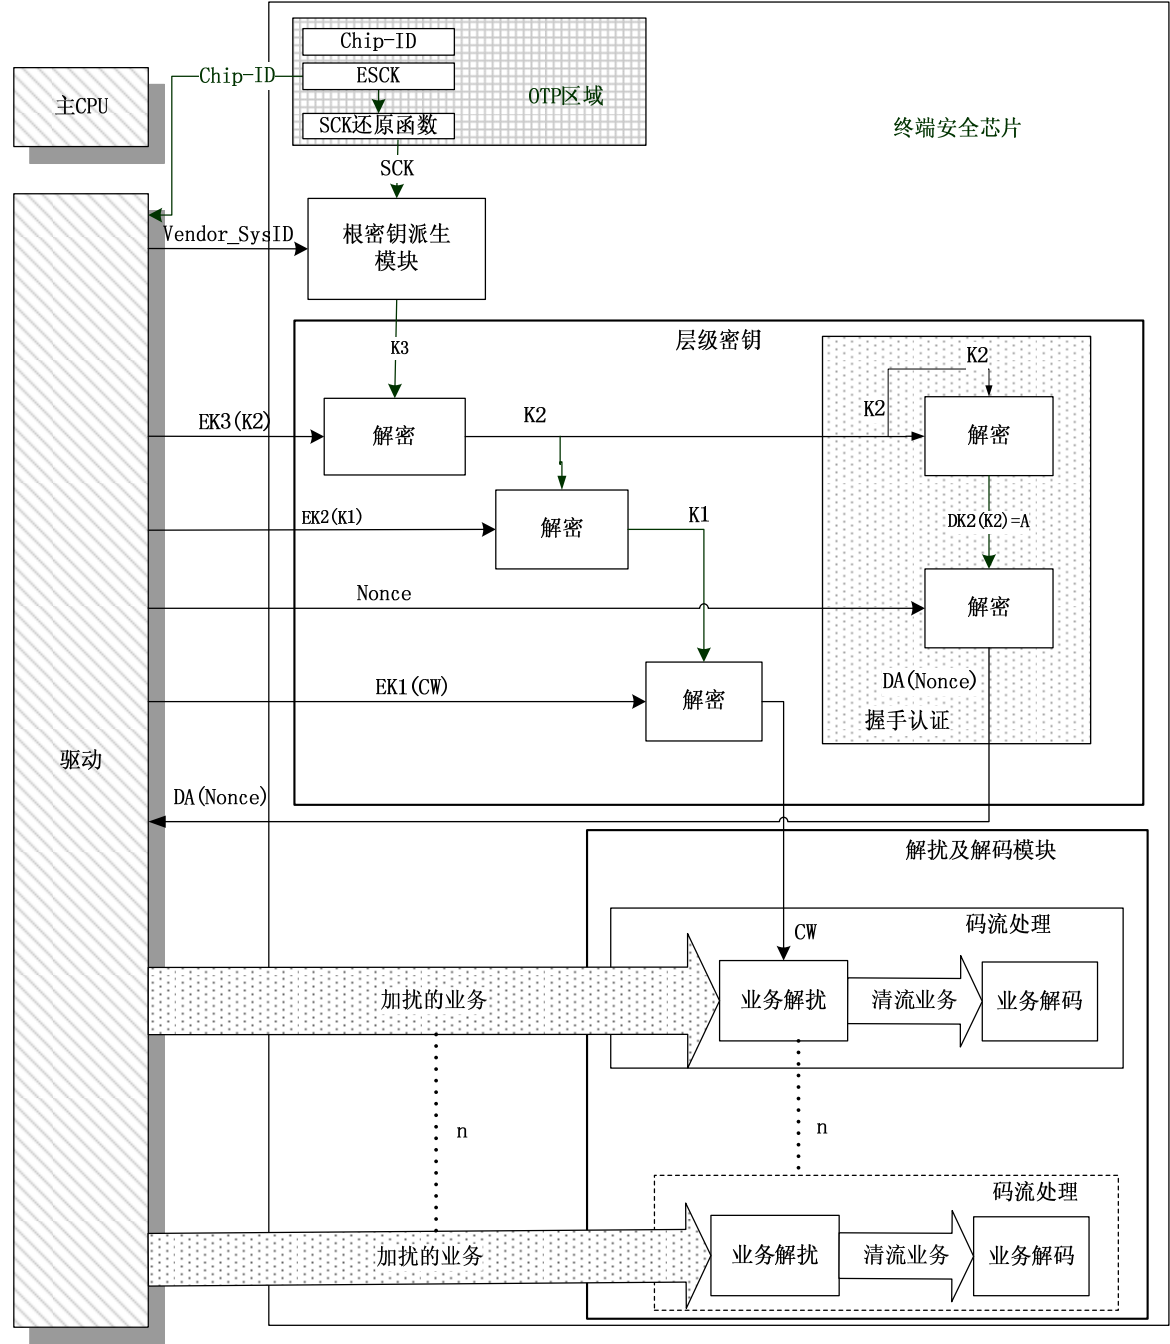 Chip-ID
Chip-ID
ESCK
OTP区域
主CPU
SCK还原函数
终端安全芯片
SCK
Vendor_SysID
根密钥派生
模块
层级密钥
K3
K2
EK3(K2)
解密
K2
K2
解密
EK2(K1)
解密
K1
DK2(K2)=A
Nonce
解密
EK1(CW)
解密
DA(Nonce)
握手认证
驱动
DA(Nonce)
解扰及解码模块
码流处理
CW
加扰的业务
业务解扰
清流业务
业务解码
n
n
码流处理
加扰的业务
业务解扰
清流业务
业务解码